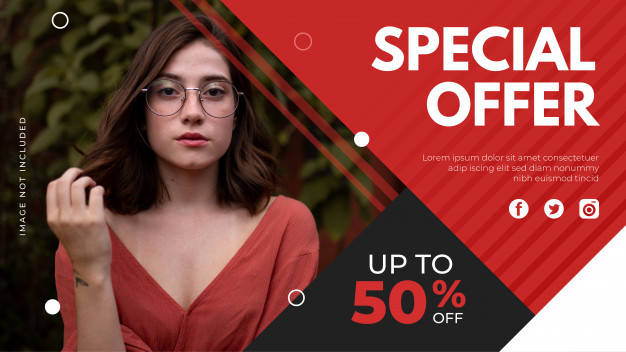 IMAGE NOT INCLUDED
SPECIAL
OFFER
Lorem ipsum dolor sit amet consectetuer
adip iscing elit, sed diam nonummy
nibh euismod tincid
UP TO
50%
OFF